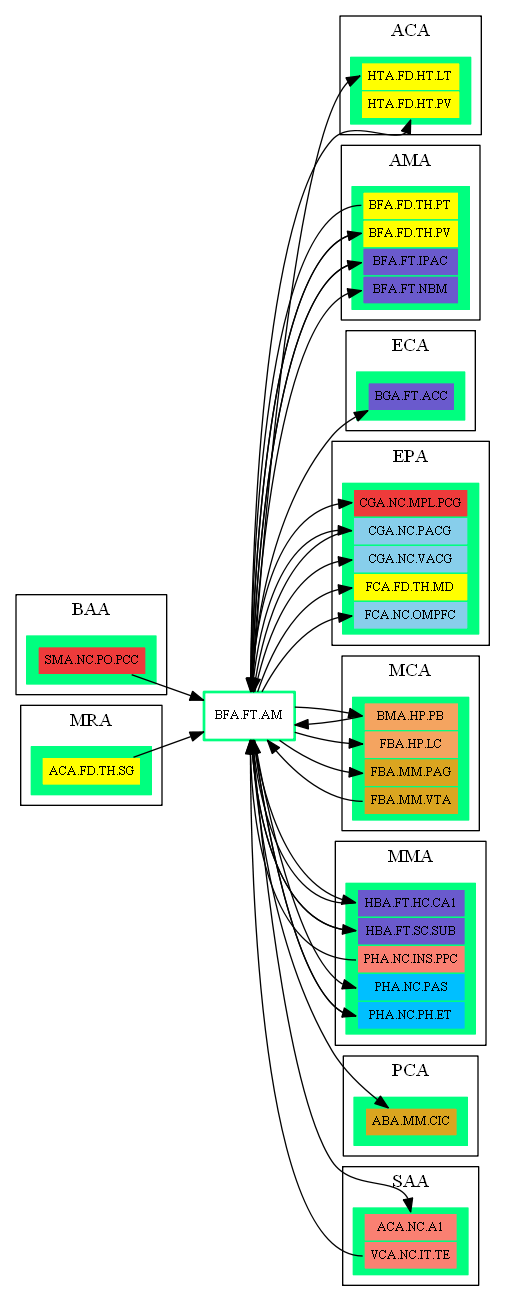 ACA
HTA.FD.HT.LT
HTA.FD.HT.PV
AMA
BFA.FD.TH.PT
BFA.FD.TH.PV
BFA.FT.IPAC
BFA.FT.NBM
ECA
BGA.FT.ACC
EPA
CGA.NC.MPL.PCG
CGA.NC.PACG
CGA.NC.VACG
FCA.FD.TH.MD
FCA.NC.OMPFC
BAA
SMA.NC.PO.PCC
MRA
ACA.FD.TH.SG
BFA.FT.AM
MCA
BMA.HP.PB
FBA.HP.LC
FBA.MM.PAG
FBA.MM.VTA
MMA
HBA.FT.HC.CA1
HBA.FT.SC.SUB
PHA.NC.INS.PPC
PHA.NC.PAS
PHA.NC.PH.ET
PCA
ABA.MM.CIC
SAA
ACA.NC.A1
VCA.NC.IT.TE